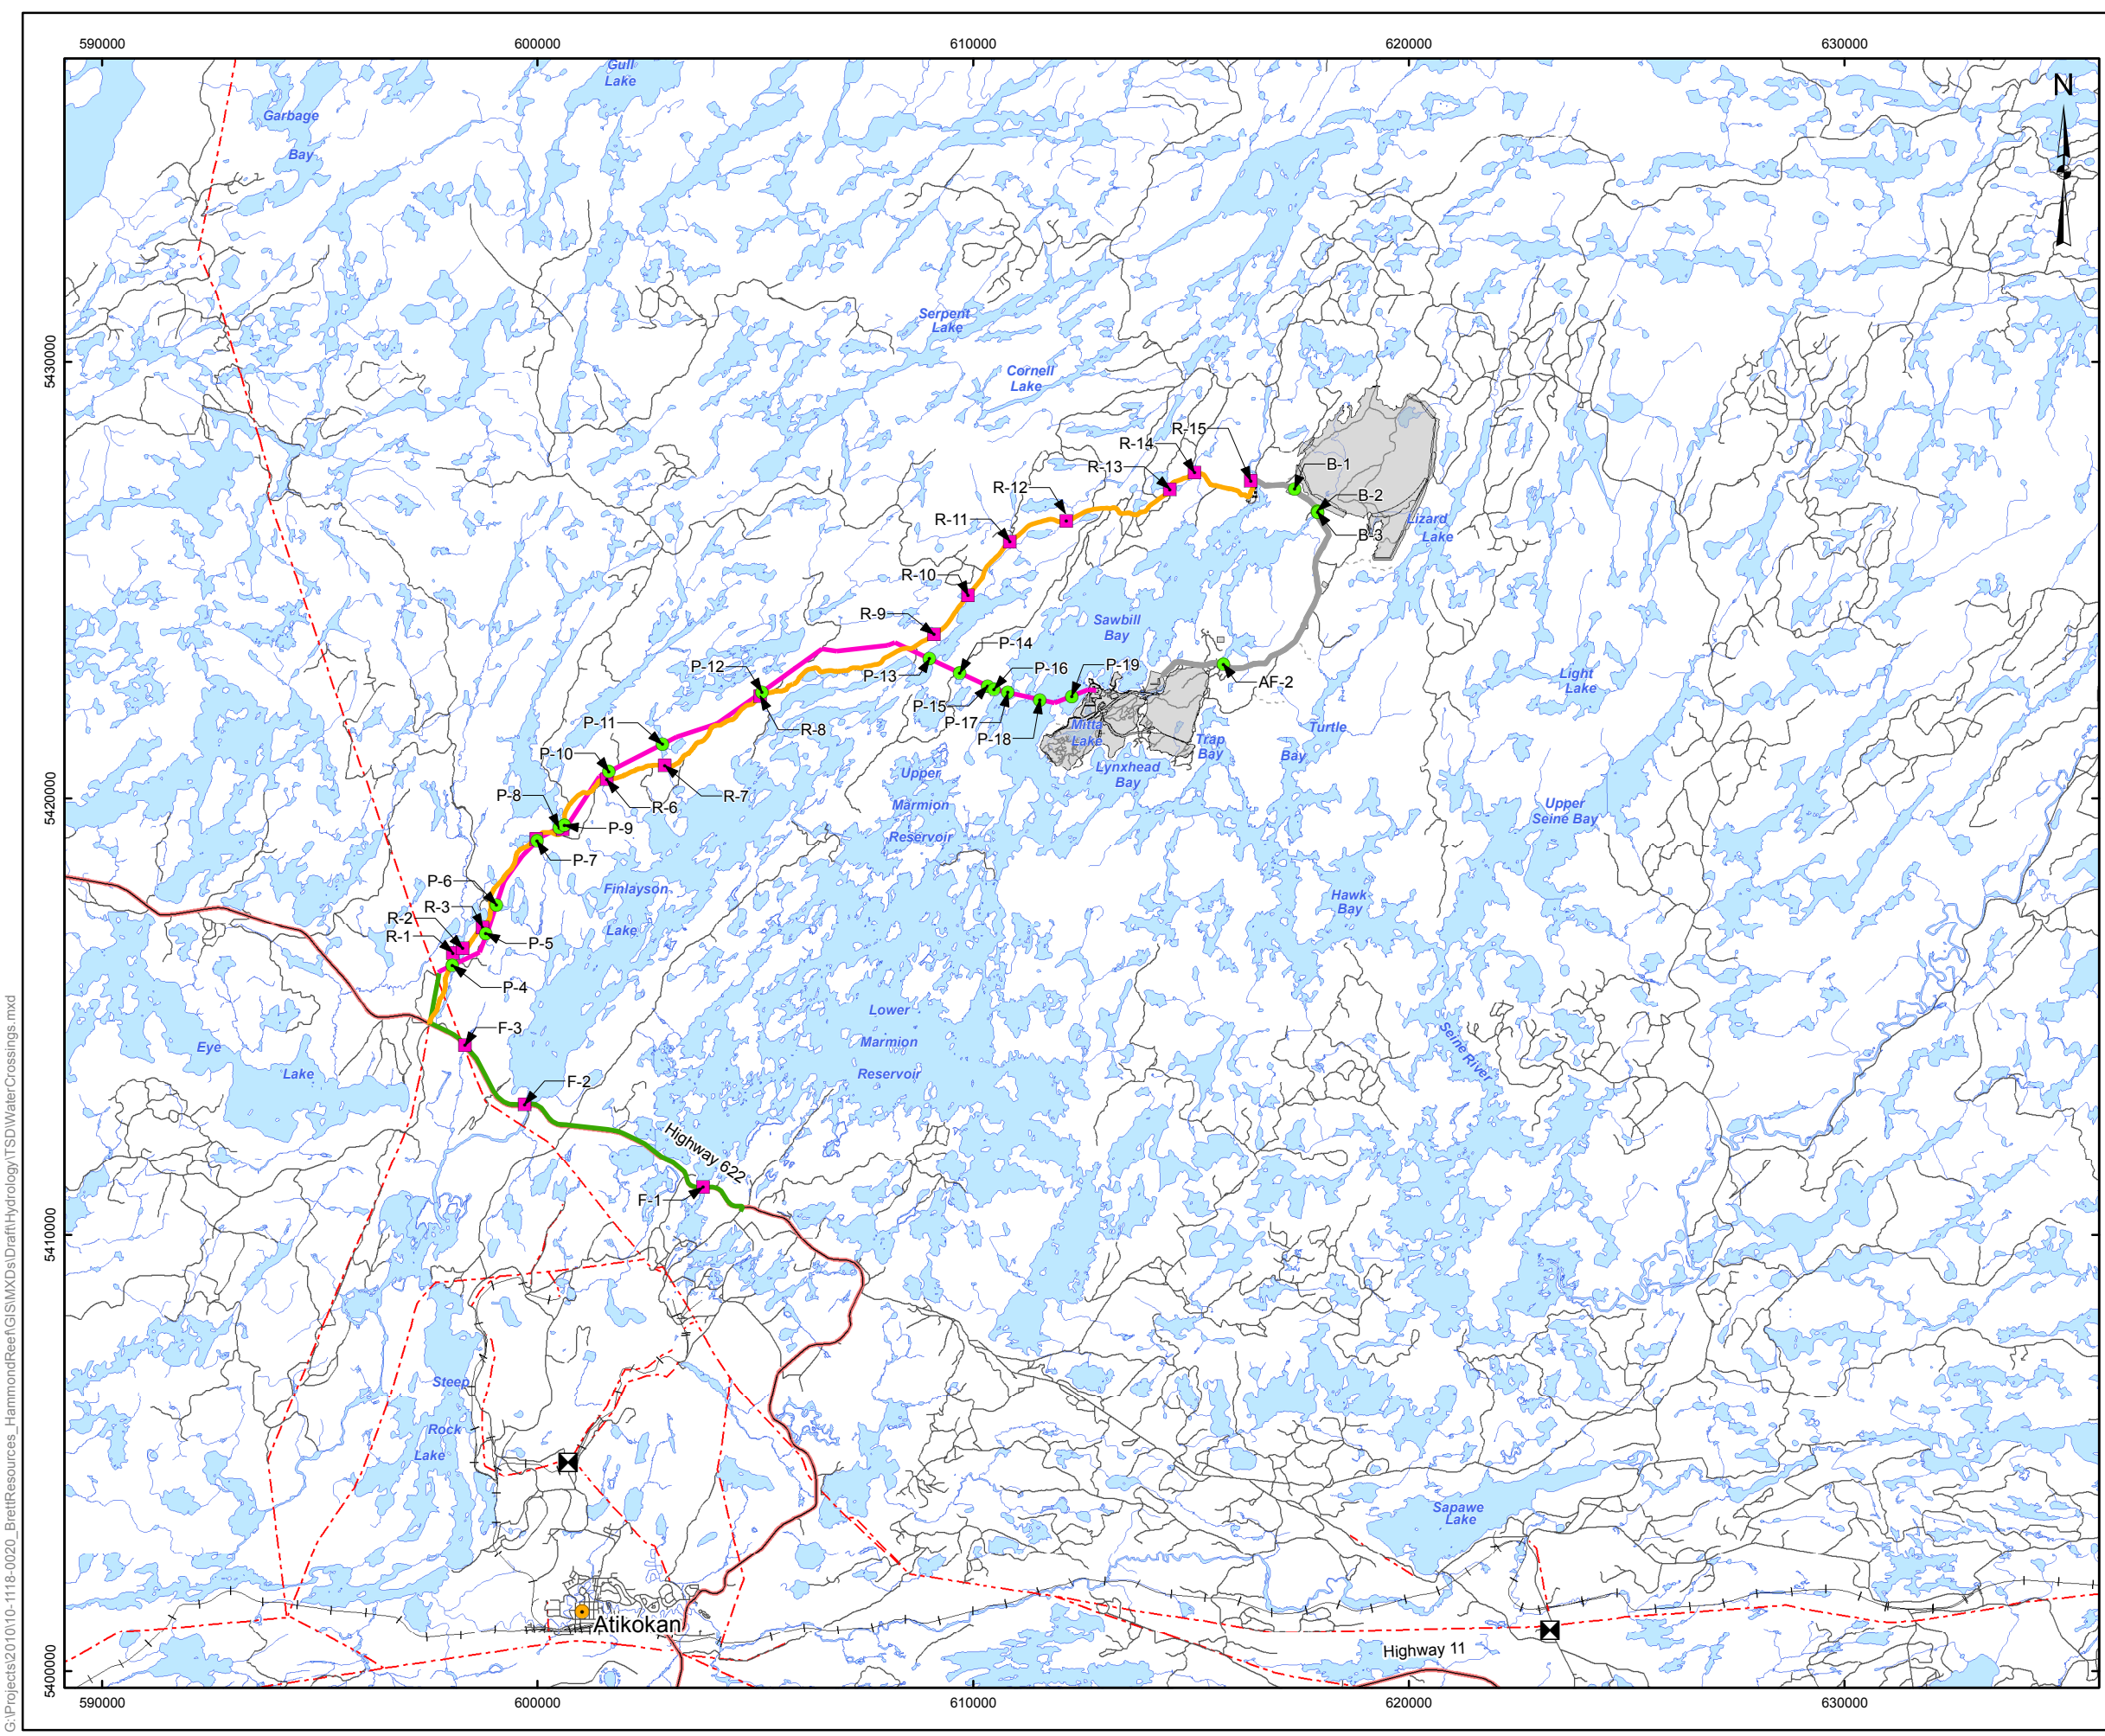 590000
600000
610000
620000
630000
Gull
Lake
N
Garbage
Bay
Serpent
Lake
5430000
Cornell
Lake
R-15
R-14
R-13
B-1
R-12
B-2
R-11
Lizard
Lake
B-3
R-10
R-9
Sawbill
Bay
P-14
P-12
P-16
P-19
P-13
Light
Lake
AF-2
P-15
P-11
P-17
Mitta
Lake
Turtle
R-8
P-18
Trap
Bay
P-10
Bay
Upper
Lynxhead
Bay
P-8
R-7
5420000
R-6
Marmion
Upper
Seine Bay
P-9
Reservoir
P-7
P-6
Finlayson
Hawk
Bay
R-3
R-2
Lake
R-1
P-5
P-4
Lower
F-3
Marmion
Eye
Seine River
Lake
Reservoir
F-2
Highway 622
F-1
5410000
Steep
Rock
Lake
Sapawe
Lake
Atikokan
Highway 11
5400000
590000
600000
610000
620000
630000
G:\Projects\2010\10-1118-0020_BrettResources_HammondReef\GIS\MXDs\Draft\Hydrology\TSD\WaterCrossings.mxd